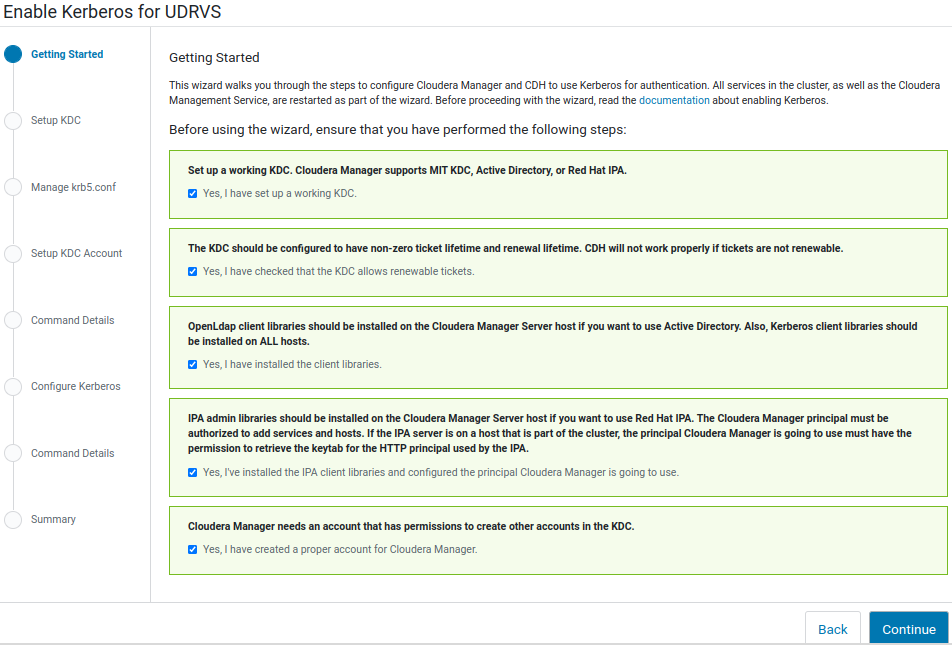 Enable Kerberos for UDRVS
Getting Started
Setup KDC
Manage krb5.conf
Setup KDC Account
Command Details
Configure Kerberos
Command Details
Summary
Getting Started
This wizard walks you through the steps to configure Cloudera Manager and CDH to use Kerberos for authentication. All services in the cluster, as well as the Cloudera
Management Service, are restarted as part of the wizard. Before proceeding with the wizard, read the documentation about enabling Kerberos.
Before using the wizard, ensure that you have performed the following steps:
Set up a working KDC. Cloudera Manager supports MIT KDC, Active Directory, or Red Hat IPA.
Yes, I have set up a working KDC.
The KDC should be configured to have non-zero ticket lifetime and renewal lifetime. CDH will not work properly if tickets are not renewable.
Yes, I have checked that the KDC allows renewable tickets.
OpenLdap client libraries should be installed on the Cloudera Manager Server host if you want to use Active Directory. Also, Kerberos client libraries should
be installed on ALL hosts.
Yes, I have installed the client libraries.
IPA admin libraries should be installed on the Cloudera Manager Server host if you want to use Red Hat IPA. The Cloudera Manager principal must be
authorized to add services and hosts. If the IPA server is on a host that is part of the cluster, the principal Cloudera Manager is going to use must have the
permission to retrieve the keytab for the HTTP principal used by the IPA.
Yes, I've installed the IPA client libraries and configured the principal Cloudera Manager is going to use.
Cloudera Manager needs an account that has permissions to create other accounts in the KDC.
Yes, I have created a proper account for Cloudera Manager.
Back
Continue